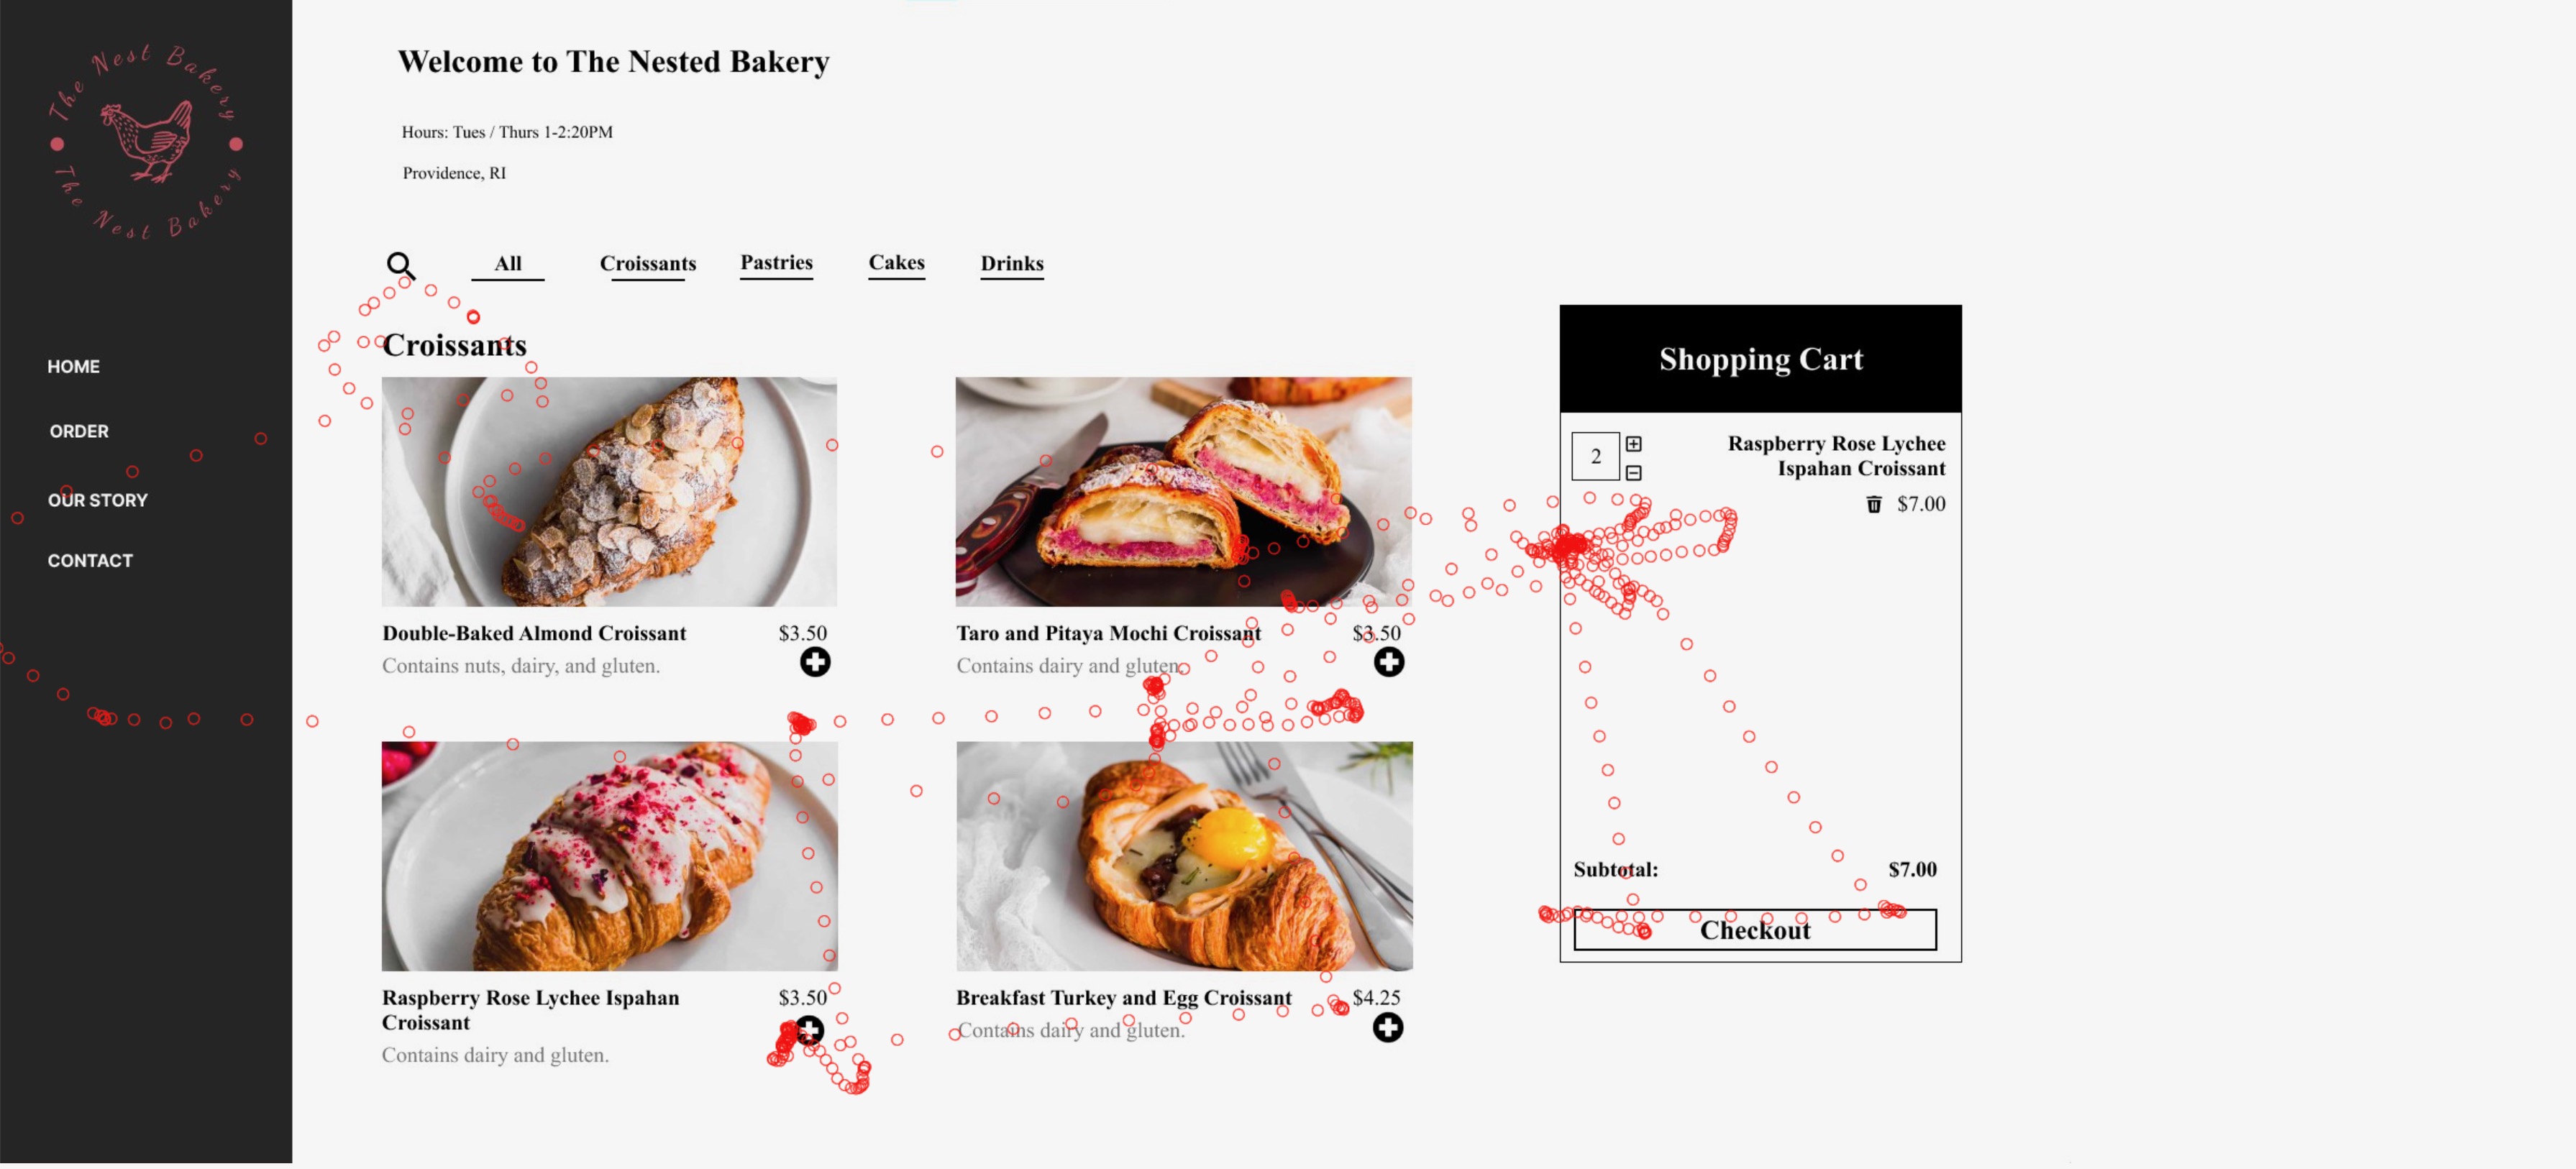 The Nest Bakery
The Nest Bakery
HOME
ORDER
OUR STORY
CONTACT
Welcome to The Nested Bakery
Hours: Tues / Thurs 1-2:20PM
Providence, RI
All Croissants Pastries Cakes Drinks
Croissants
Double-Baked Almond Croissant $3.50
Contains nuts, dairy, and gluten.
Taro and Pitaya Mochi Croissant $3.50
Contains dairy and gluten.
Raspberry Rose Lychee Ispahan $3.50
Croissant
Contains dairy and gluten.
Breakfast Turkey and Egg Croissant $4.25
Contains dairy and gluten.
Shopping Cart
2
Raspberry Rose Lychee
Ispahan Croissant
$7.00
Subtotal: $7.00
Checkout